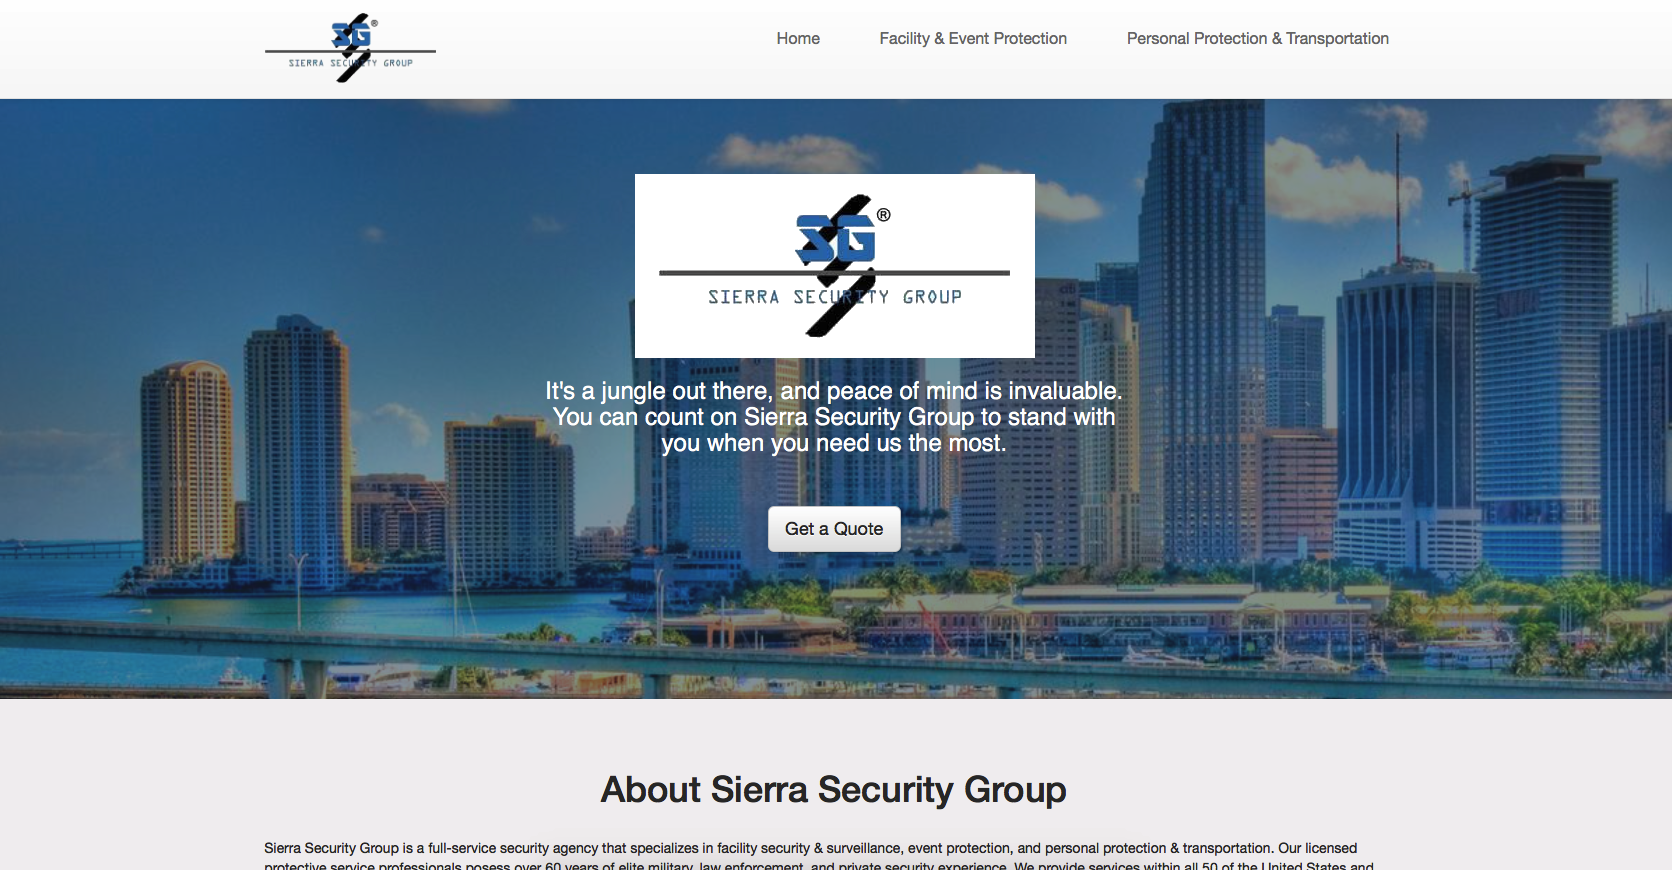 SG®
SIERRA SECURITY GROUP
Home
Facility & Event Protection
Personal Protection & Transportation
SG®
SIERRA SECURITY GROUP
citi
It's a jungle out there, and peace of mind is invaluable.
You can count on Sierra Security Group to stand with
you when you need us the most.
Get a Quote
About Sierra Security Group
Sierra Security Group is a full-service security agency that specializes in facility security & surveillance, event protection, and personal protection & transportation. Our licensed
protective service professionals posess over 60 years of elite military, law enforcement, and private security experience. We provide services within all 50 of the United States and